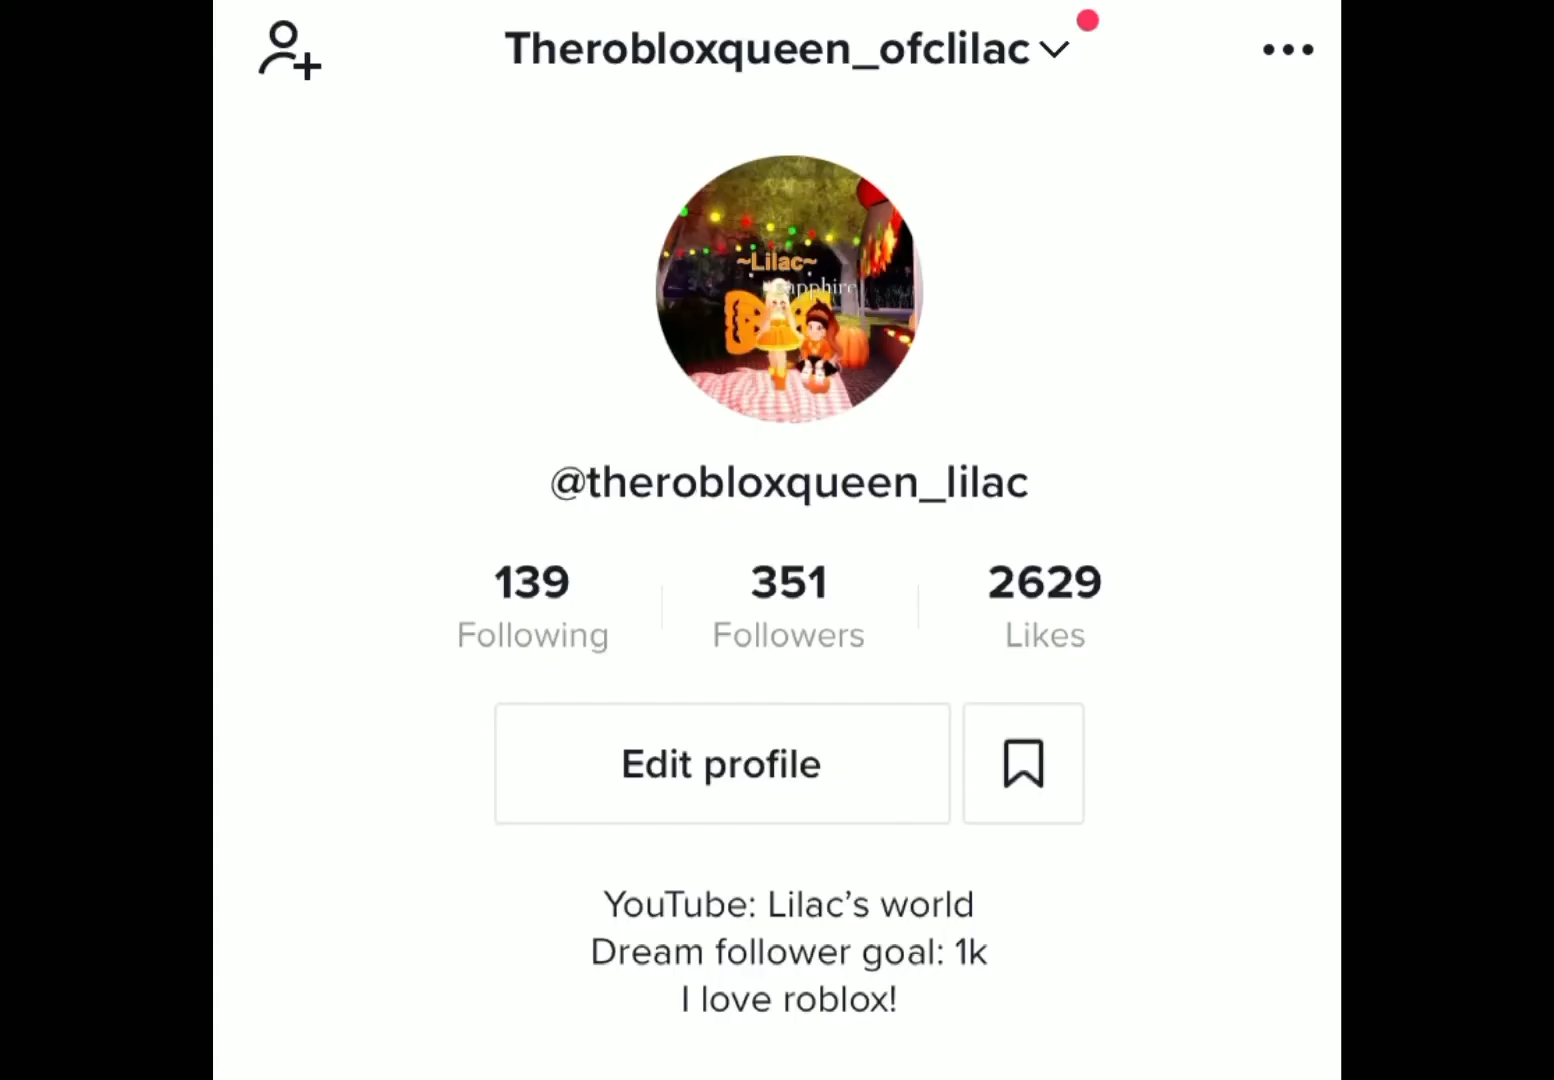 Therobloxqueen_ofclilac
~Lilac~
sapphire
@therobloxqueen_lilac
139 351 2629
Following Followers Likes
Edit profile
YouTube: Lilac’s world
Dream follower goal: 1k
I love roblox!